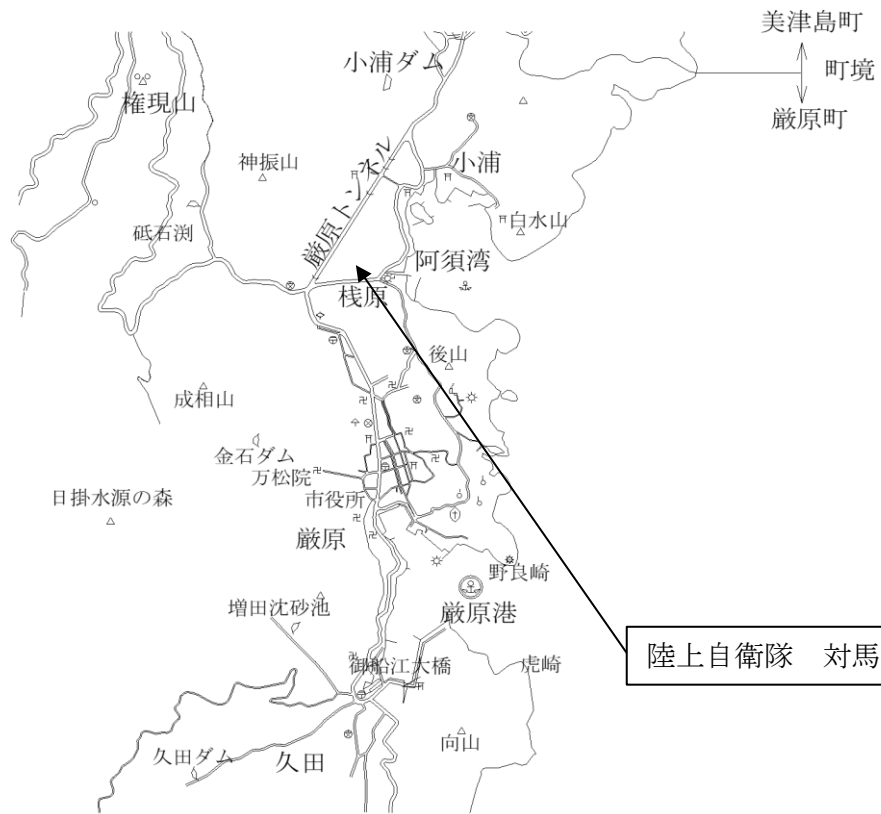 美津島町
町境
厳原町
小浦ダム
権現山
神振山
厳原トンネル
小浦
砥石渕
白水山
阿須湾
桟原
後山
成相山
金石ダム
万松院
日掛水源の森
市役所
厳原
野良崎
増田沈砂池
厳原港
御船江大橋
虎崎
陸上自衛隊　対馬
向山
久田ダム
久田